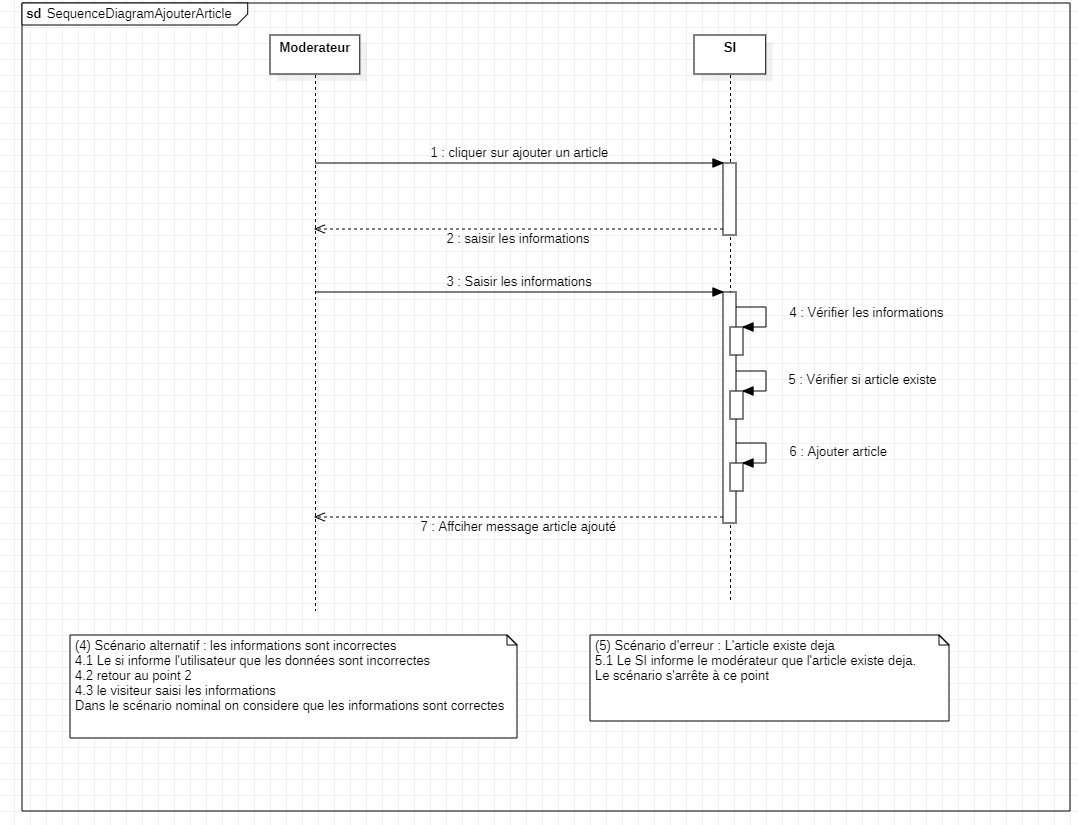 sd SequenceDiagramAjouterArticle
Moderateur
SI
1 : cliquer sur ajouter un article
2 : saisir les informations
3 : Saisir les informations
4 : Vérifier les informations
5 : Vérifier si article existe
6 : Ajouter article
7 : Affciher message article ajouté
(4) Scénario alternatif : les informations sont incorrectes
4.1 Le si informe l'utilisateur que les données sont incorrectes
4.2 retour au point 2
4.3 le visiteur saisi les informations
Dans le scénario nominal on considere que les informations sont correctes
(5) Scénario d'erreur : L'article existe deja
5.1 Le SI informe le modérateur que l'article existe deja.
Le scénario s'arrête à ce point